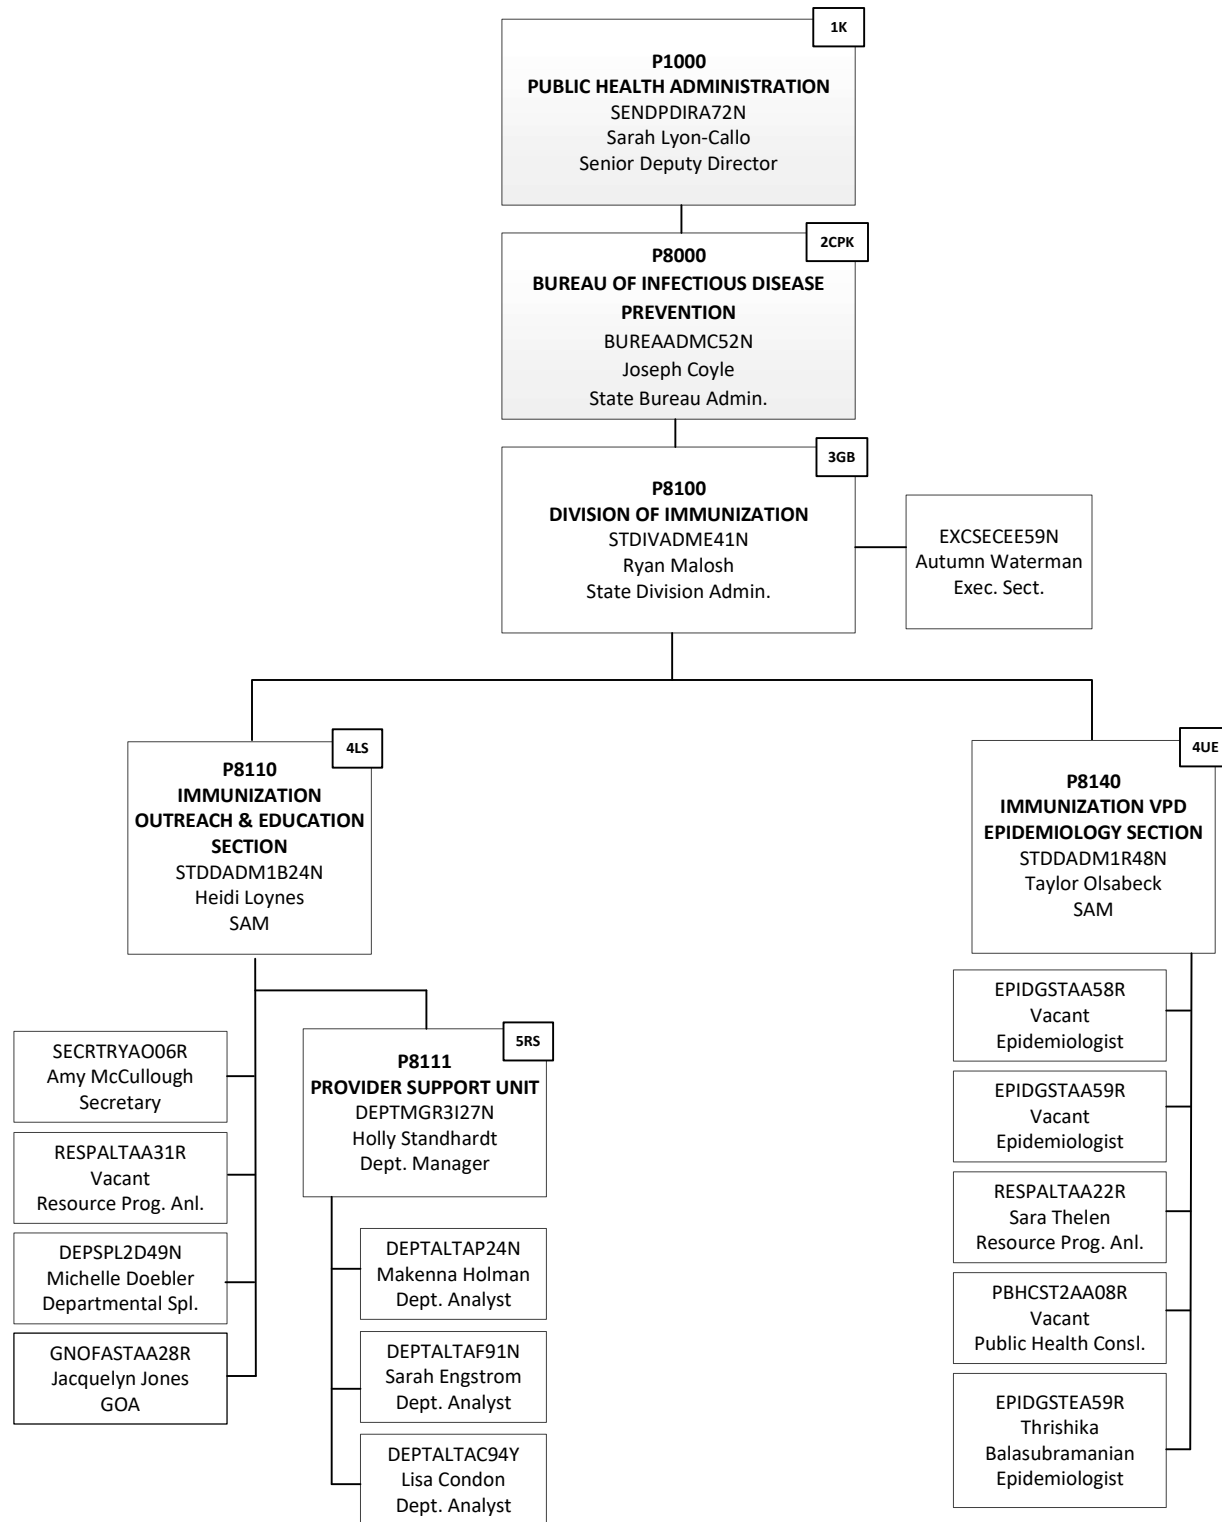 1K
P1000
PUBLIC HEALTH ADMINISTRATION
SENDPDIRA72N
Sarah Lyon-Callo
Senior Deputy Director
2CPK
P8000
BUREAU OF INFECTIOUS DISEASE
PREVENTION
BUREAADMC52N
Joseph Coyle
State Bureau Admin.
3GB
P8100
DIVISION OF IMMUNIZATION
STDIVADME41N
Ryan Malosh
State Division Admin.
EXCSECEE59N
Autumn Waterman
Exec. Sect.
4LS
P8110
IMMUNIZATION
OUTREACH & EDUCATION
SECTION
STDDADM1B24N
Heidi Loynes
SAM
SECRTRYAO06R
Amy McCullough
Secretary
RESPALTAA31R
Vacant
Resource Prog. Anl.
DEPSPL2D49N
Michelle Doebler
Departmental Spl.
GNOFASTAA28R
Jacquelyn Jones
GOA
5RS
P8111
PROVIDER SUPPORT UNIT
DEPTMGR3I27N
Holly Standhardt
Dept. Manager
DEPTALTAP24N
Makenna Holman
Dept. Analyst
DEPTALTAF91N
Sarah Engstrom
Dept. Analyst
DEPTALTAC94Y
Lisa Condon
Dept. Analyst
4UE
P8140
IMMUNIZATION VPD
EPIDEMIOLOGY SECTION
STDDADM1R48N
Taylor Olsabeck
SAM
EPIDGSTAA58R
Vacant
Epidemiologist
EPIDGSTAA59R
Vacant
Epidemiologist
RESPALTAA22R
Sara Thelen
Resource Prog. Anl.
PBHCST2AA08R
Vacant
Public Health Consl.
EPIDGSTEA59R
Thrishika
Balasubramanian
Epidemiologist